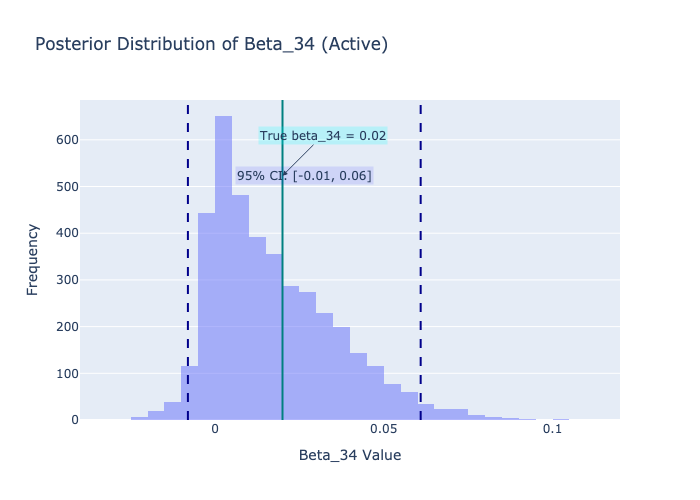 Posterior Distribution of Beta_34 (Active)
True beta_34 = 0.02
95% CI: [-0.01, 0.06]
600
500
400
300
200
100
0
Frequency
0
0.05
0.1
Beta_34 Value